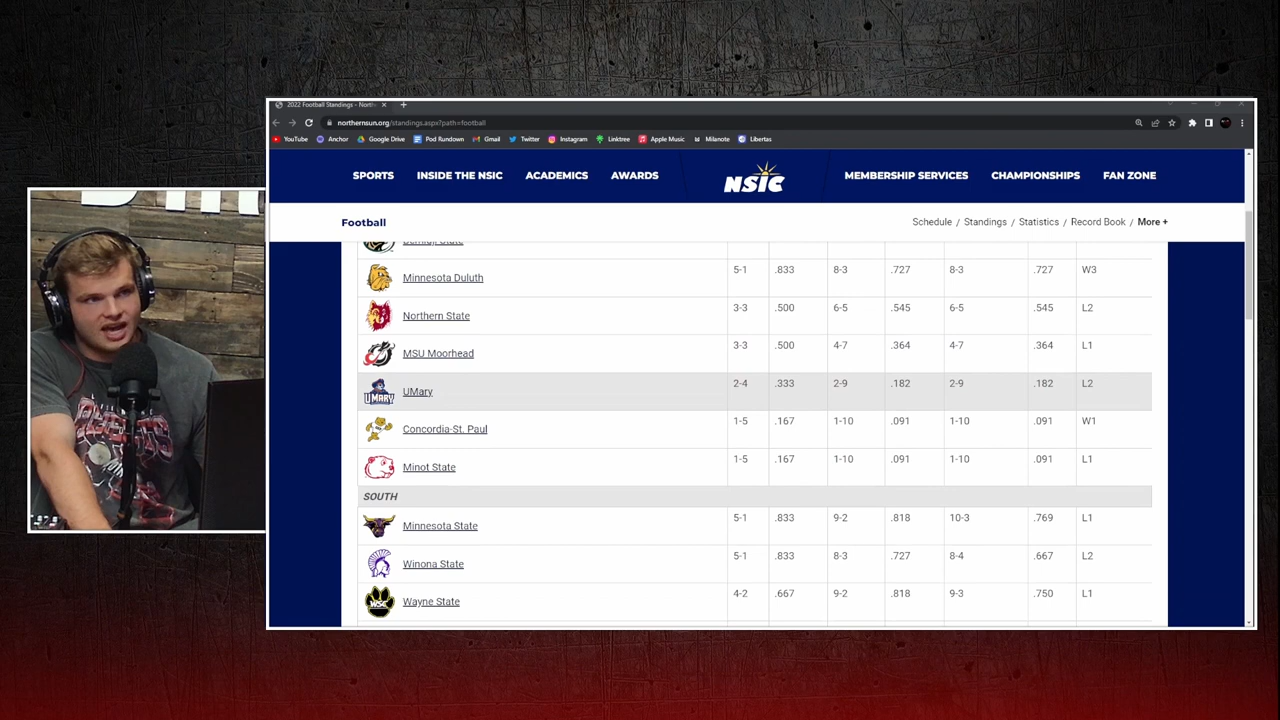 2022 Football Standings - North
northernsun.org/standings.aspx?path=football
YouTube Anchor Google Drive Pod Rundown Gmail Twitter Instagram Linktree Apple Music Milanote Libertas
SPORTS INSIDE THE NSIC ACADEMICS AWARDS NSIC MEMBERSHIP SERVICES CHAMPIONSHIPS FAN ZONE
Football Schedule / Standings / Statistics / Record Book / More +
Bemidji State
Minnesota Duluth 5-1 .833 8-3 .727 8-3 .727 W3
Northern State 3-3 .500 6-5 .545 6-5 .545 L2
MSU Moorhead 3-3 .500 4-7 .364 4-7 .364 L1
UMARY UMary 2-4 .333 2-9 .182 2-9 .182 L2
Concordia-St. Paul 1-5 .167 1-10 .091 1-10 .091 W1
Minot State 1-5 .167 1-10 .091 1-10 .091 L1
SOUTH
Minnesota State 5-1 .833 9-2 .818 10-3 .769 L1
Winona State 5-1 .833 8-3 .727 8-4 .667 L2
WSC Wayne State 4-2 .667 9-2 .818 9-3 .750 L1